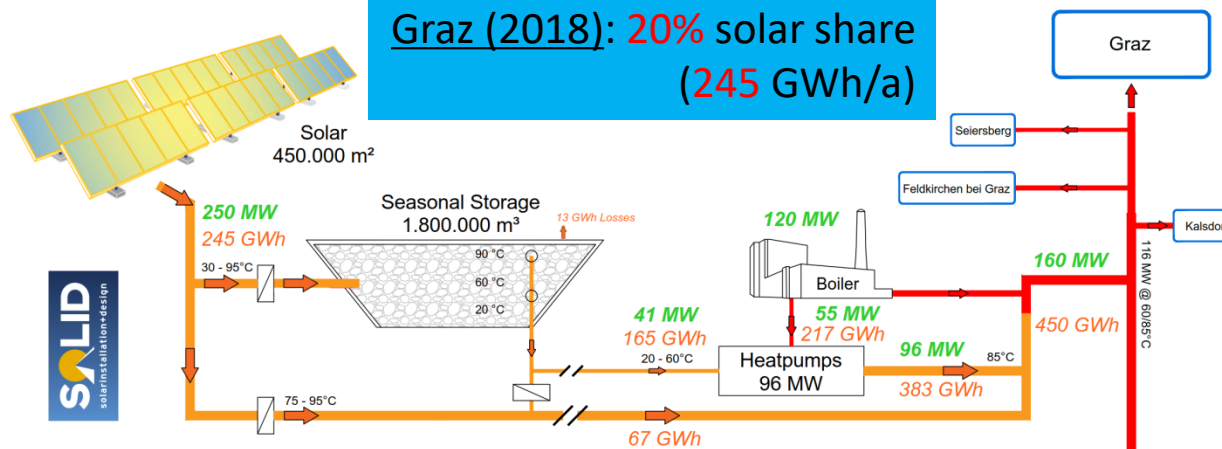 Graz (2018): 20% solar share
(245 GWh/a)
Graz
Seiersberg
Feldkirchen bei Graz
Kalsdorf
Solar
450.000 m²
250 MW
245 GWh
Seasonal Storage
1.800.000 m³
13 GWh Losses
30 - 95°C
90 °C
60 °C
20 °C
120 MW
Boiler
160 MW
116 MW @ 60/85°C
41 MW
165 GWh
55 MW
217 GWh
450 GWh
20 - 60°C
Heatpumps
96 MW
96 MW
85°C
383 GWh
75 - 95°C
67 GWh
SOLID
solarinstallation+design